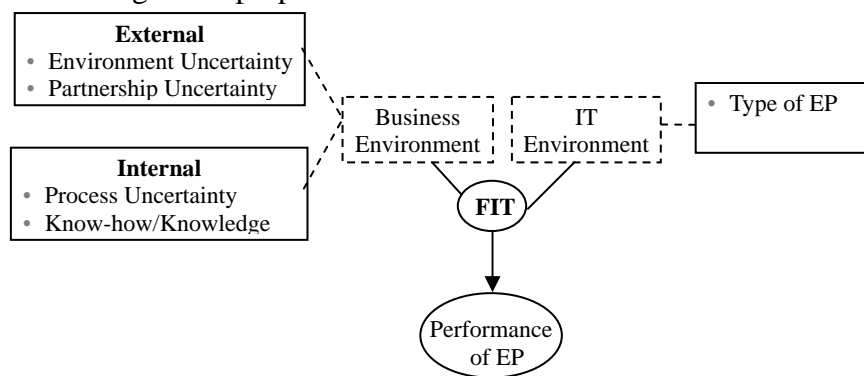 External
• Environment Uncertainty
• Partnership Uncertainty
Internal
• Process Uncertainty
• Know-how/Knowledge
Business
Environment
IT
Environment
• Type of EP
FIT
Performance
of EP